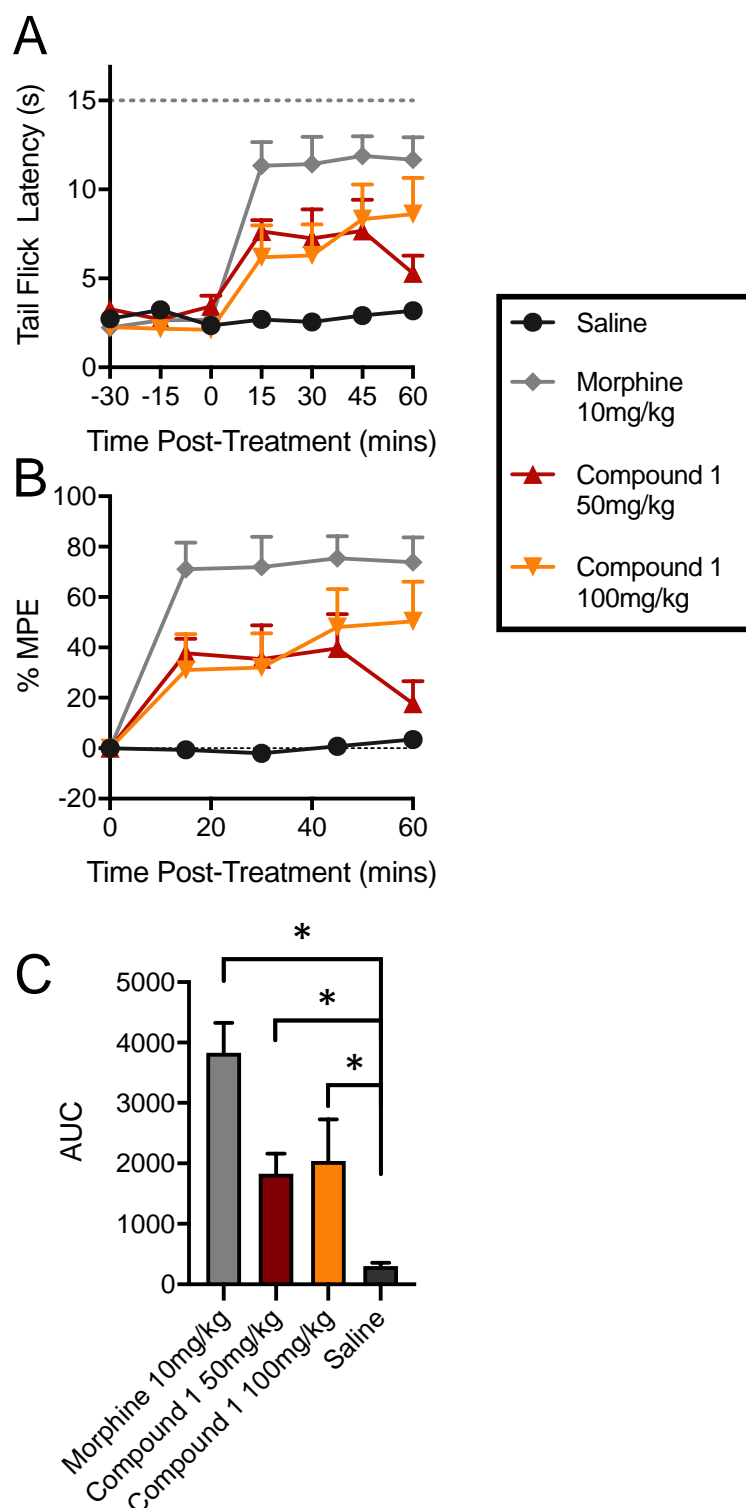 A
Tail Flick Latency (s)
15
10
5
0
-30 -15 0 15 30 45 60
Time Post-Treatment (mins)
Saline
Morphine
10mg/kg
Compound 1
50mg/kg
Compound 1
100mg/kg
B
% MPE
100
80
60
40
20
0
-20
0 20 40 60
Time Post-Treatment (mins)
C
* 
*
*
AUC
5000
4000
3000
2000
1000
0
Morphine 10mg/kg
Compound 1 50mg/kg
Compound 1 100mg/kg
Saline